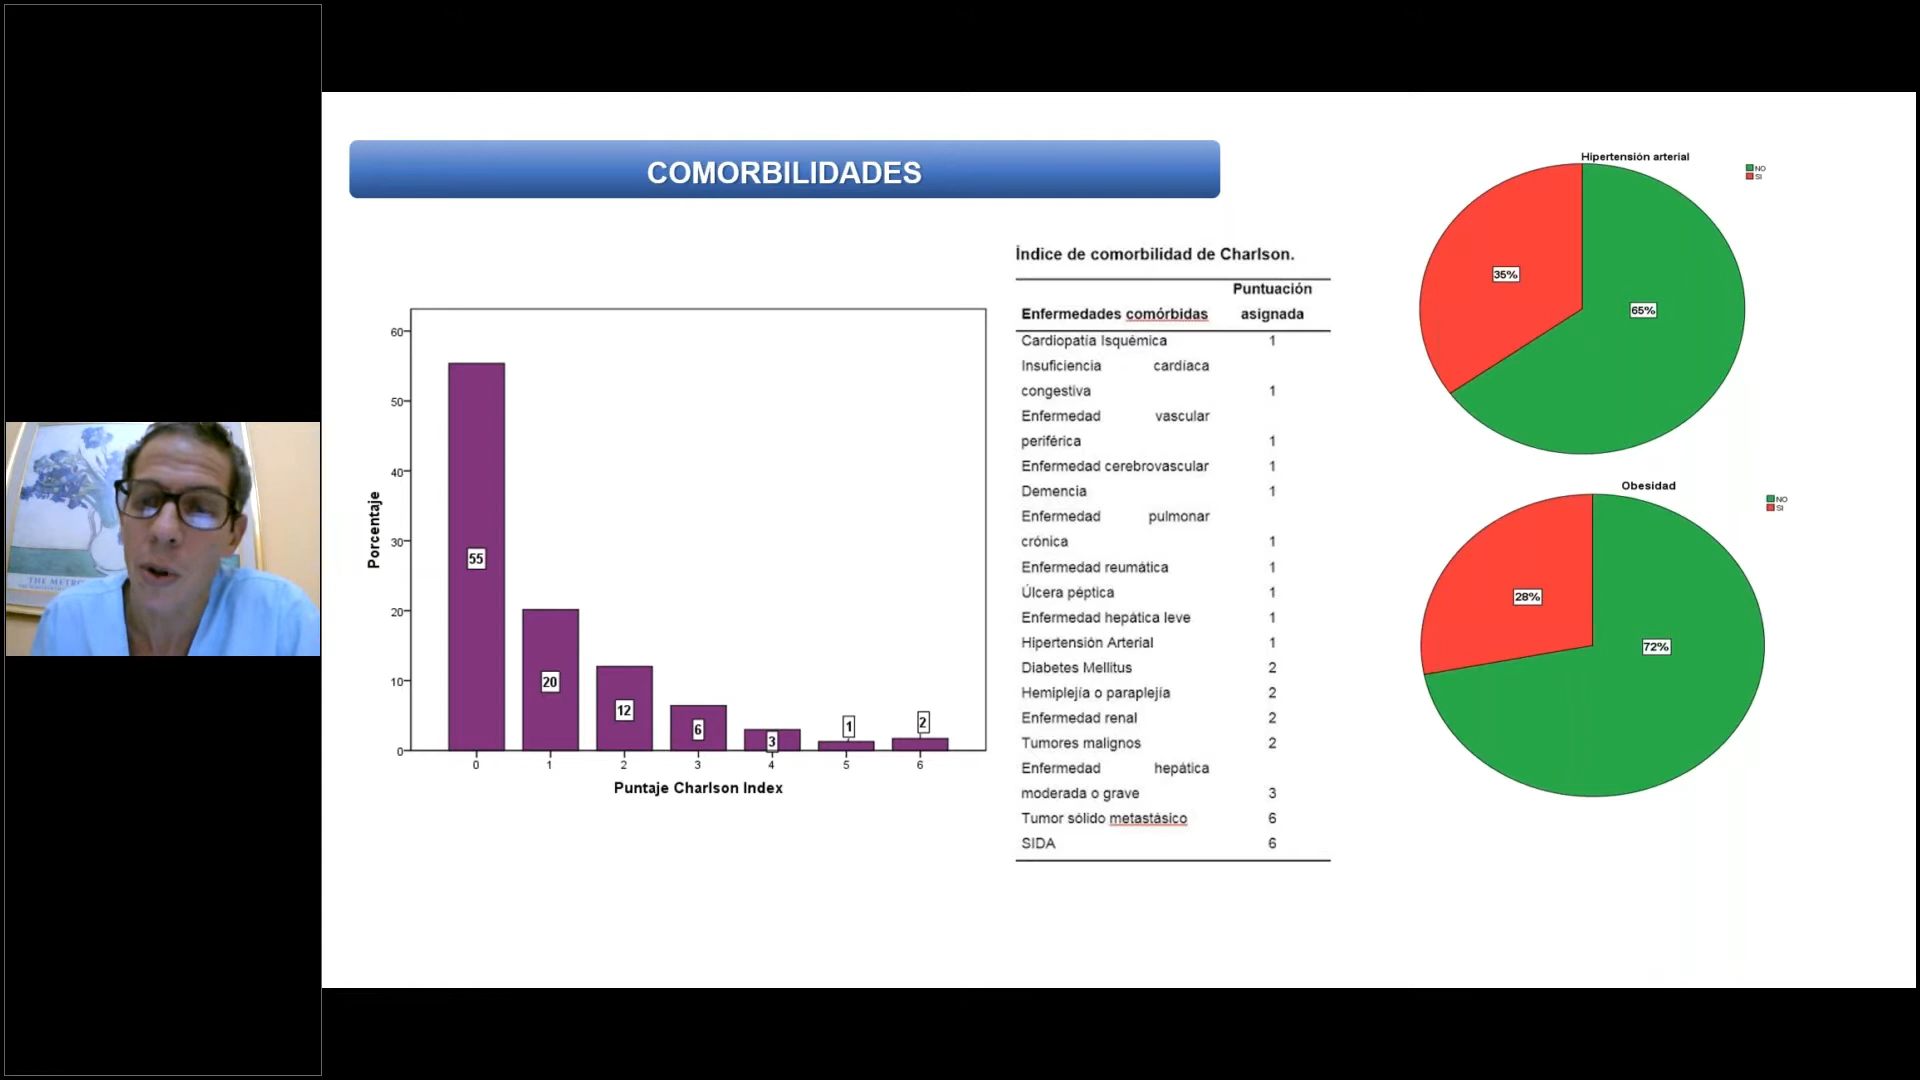 COMORBILIDADES
60
50
40
30
20
10
0
Porcentaje
55
20
12
6
3
1
2
0
1
2
3
4
5
6
Puntaje Charlson Index
Índice de comorbilidad de Charlson.
Puntuación
Enfermedades comórbidas asignada
Cardiopatía Isquémica 1
Insuficiencia cardíaca
congestiva 1
Enfermedad vascular
periférica 1
Enfermedad cerebrovascular 1
Demencia 1
Enfermedad pulmonar
crónica 1
Enfermedad reumática 1
Úlcera péptica 1
Enfermedad hepática leve 1
Hipertensión Arterial 1
Diabetes Mellitus 2
Hemiplejía o paraplejía 2
Enfermedad renal 2
Tumores malignos 2
Enfermedad hepática
moderada o grave 3
Tumor sólido metastásico 6
SIDA 6
Hipertensión arterial
NO
SI
35%
65%
Obesidad
NO
SI
28%
72%
THE METRO